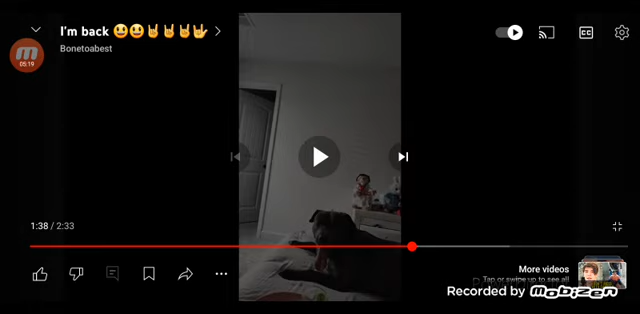 I'm back 😃😃🤘🤘🤘🤟
Bonetoabest
m
05:19
CC
1:38 / 2:33
More videos
Tap or swipe up to see all
Recorded by Mobizen